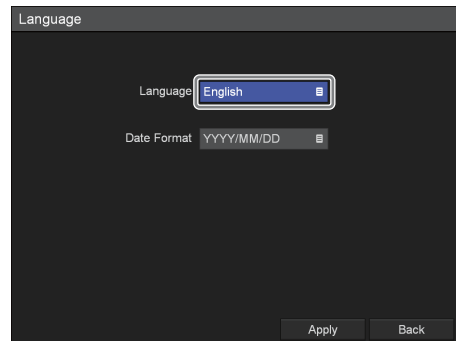 Language
Language English
Date Format YYYY/MM/DD
Apply Back